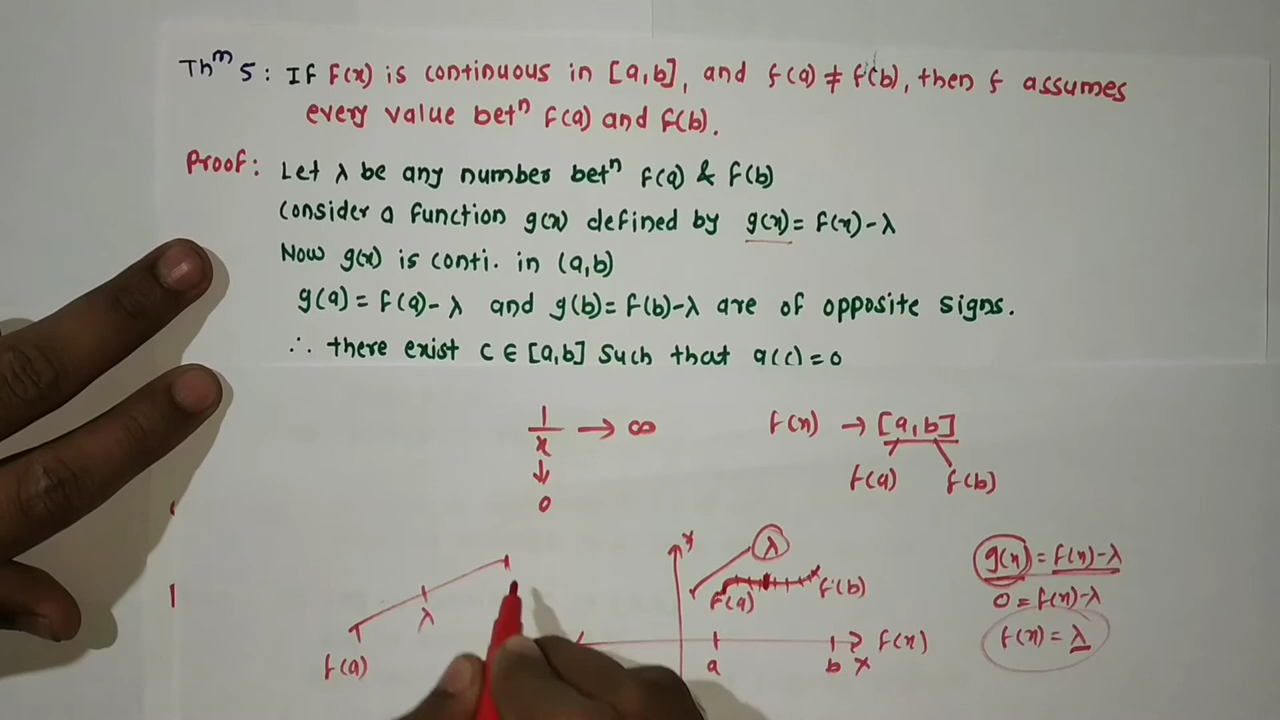 Thm 5 : If f(x) is continuous in [a,b], and f(a) ≠ f(b), then f assumes
every value betn f(a) and f(b).
Proof: Let λ be any number betn f(a) & f(b)
Consider a function g(x) defined by g(x) = f(x)-λ
Now g(x) is conti. in (a,b)
g(a) = f(a)-λ and g(b) = f(b)-λ are of opposite signs.
∴ there exist c ∈ [a,b] such that g(c) = 0
1/x → ∞
↓
0
f(x) → [a,b]
f(a) f(b)
λ
f(a)
λ
f(a) f(b)
a b x f(x)
g(x) = f(x)-λ
0 = f(x)-λ
f(x) = λ